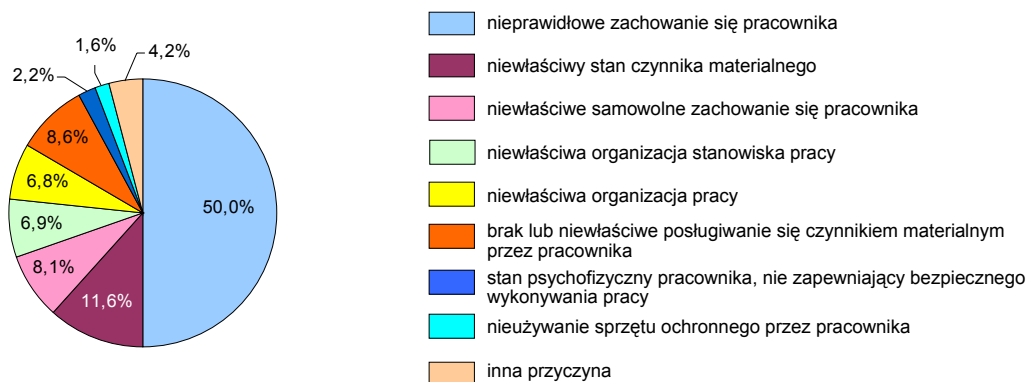 1,6%
4,2%
2,2%
8,6%
6,8%
50,0%
6,9%
8,1%
11,6%
nieprawidłowe zachowanie się pracownika
niewłaściwy stan czynnika materialnego
niewłaściwe samowolne zachowanie się pracownika
niewłaściwa organizacja stanowiska pracy
niewłaściwa organizacja pracy
brak lub niewłaściwe posługiwanie się czynnikiem materialnym
przez pracownika
stan psychofizyczny pracownika, nie zapewniający bezpiecznego
wykonywania pracy
nieużywanie sprzętu ochronnego przez pracownika
inna przyczyna